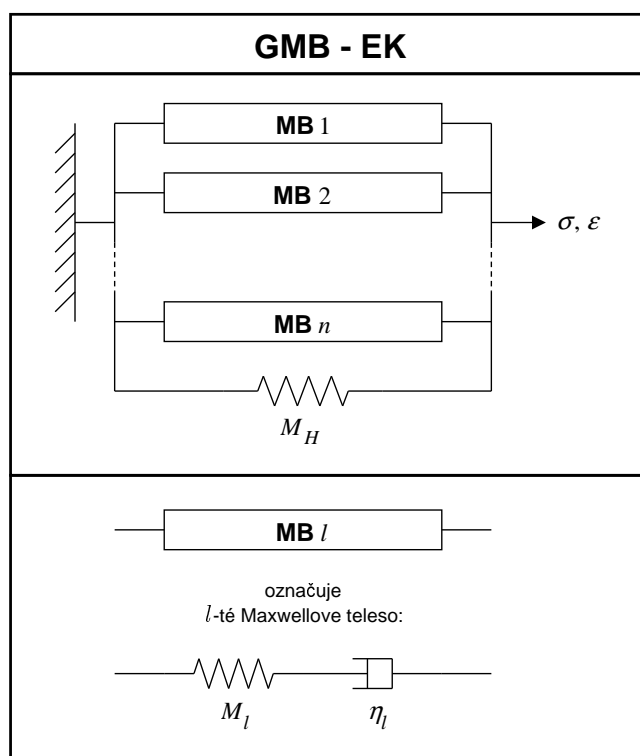 GMB - EK
MB 1
MB 2
σ, ε
MB n
M_H
MB l
označuje
l-té Maxwellove teleso:
M_l
η_l